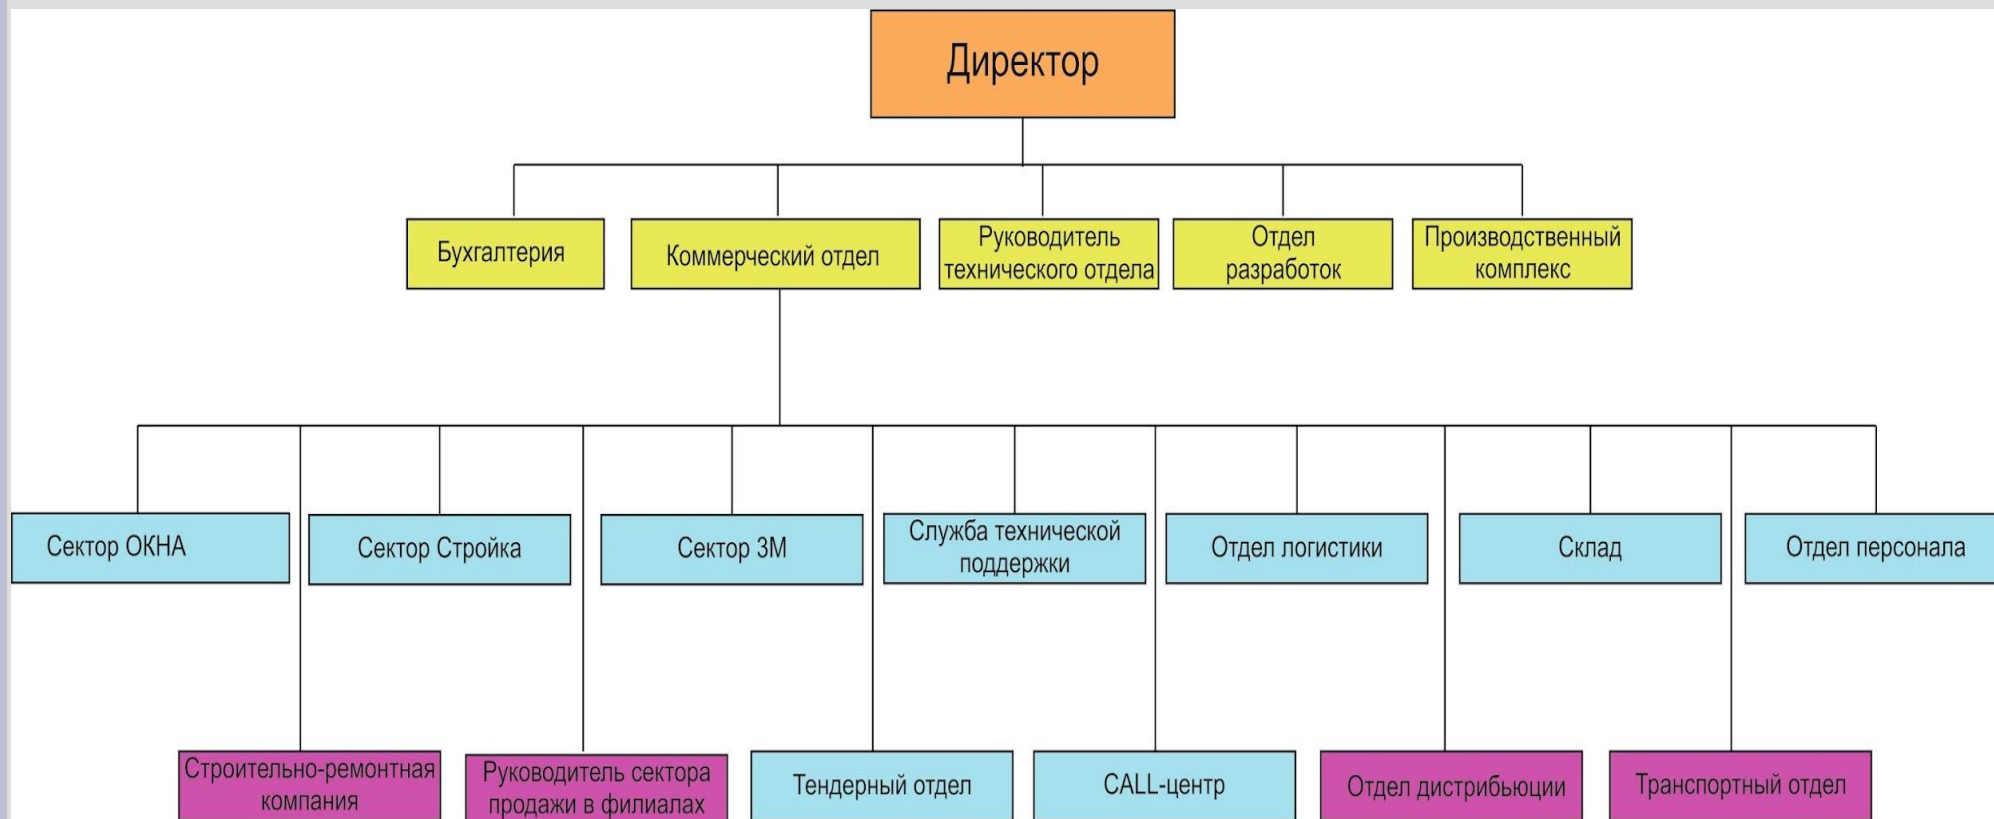 Директор
Бухгалтерия
Коммерческий отдел
Руководитель
технического отдела
Отдел
разработок
Производственный
комплекс
Сектор ОКНА
Сектор Стройка
Сектор 3М
Служба технической
поддержки
Отдел логистики
Склад
Отдел персонала
Строительно-ремонтная
компания
Руководитель сектора
продажи в филиалах
Тендерный отдел
CALL-центр
Отдел дистрибьюции
Транспортный отдел